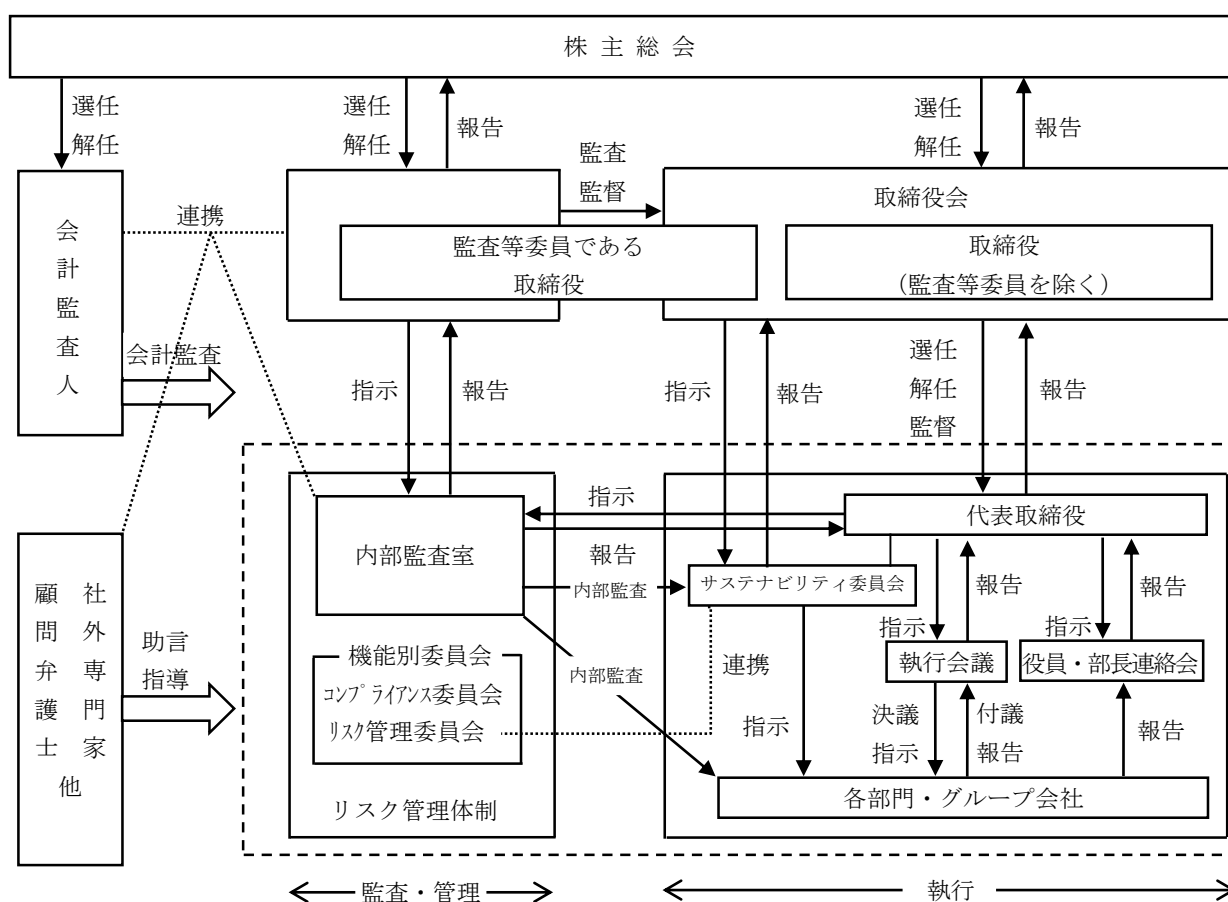 株 主 総 会
選任
解任
選任
解任
報告
選任
解任
報告
監査
監督
会計監査人
連携
監査等委員である
取締役
取締役会
取締役
(監査等委員を除く)
会計監査
指示
報告
指示
報告
選任
解任
監督
報告
内部監査室
指示
報告
代表取締役
内部監査
サステナビリティ委員会
指示
報告
指示
報告
執行会議
役員・部長連絡会
社外専門家
顧問弁護士
他
助言
指導
機能別委員会
コンプライアンス委員会
リスク管理委員会
内部監査
連携
指示
決議
指示
付議
報告
報告
各部門・グループ会社
リスク管理体制
監査・管理
執行